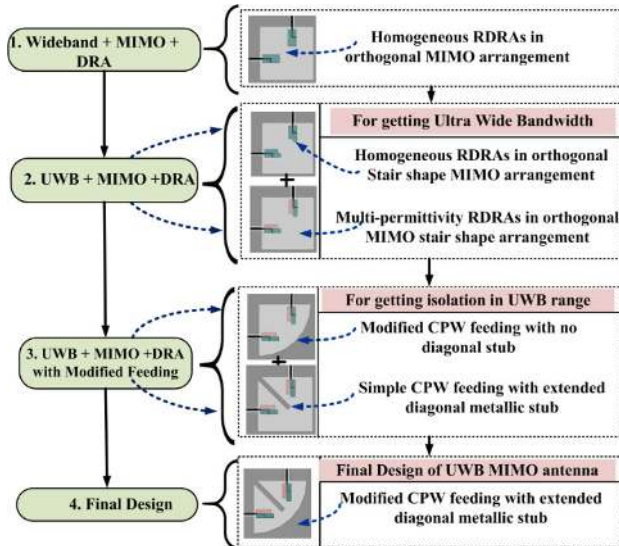 1. Wideband + MIMO +
DRA
Homogeneous RDRAs in
orthogonal MIMO arrangement
For getting Ultra Wide Bandwidth
2. UWB + MIMO +DRA
Homogeneous RDRAs in orthogonal
Stair shape MIMO arrangement
+
Multi-permittivity RDRAs in orthogonal
MIMO stair shape arrangement
For getting isolation in UWB range
3. UWB + MIMO +DRA
with Modified Feeding
Modified CPW feeding with no
diagonal stub
+
Simple CPW feeding with extended
diagonal metallic stub
Final Design of UWB MIMO antenna
4. Final Design
Modified CPW feeding with extended
diagonal metallic stub